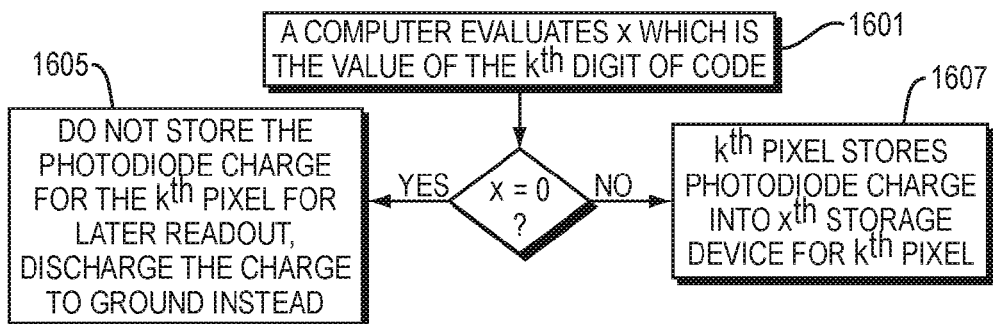 1601
A COMPUTER EVALUATES x WHICH IS
THE VALUE OF THE kth DIGIT OF CODE
1605
DO NOT STORE THE
PHOTODIODE CHARGE
FOR THE kth PIXEL FOR
LATER READOUT,
DISCHARGE THE CHARGE
TO GROUND INSTEAD
YES
x = 0
?
NO
1607
kth PIXEL STORES
PHOTODIODE CHARGE
INTO xth STORAGE
DEVICE FOR kth PIXEL